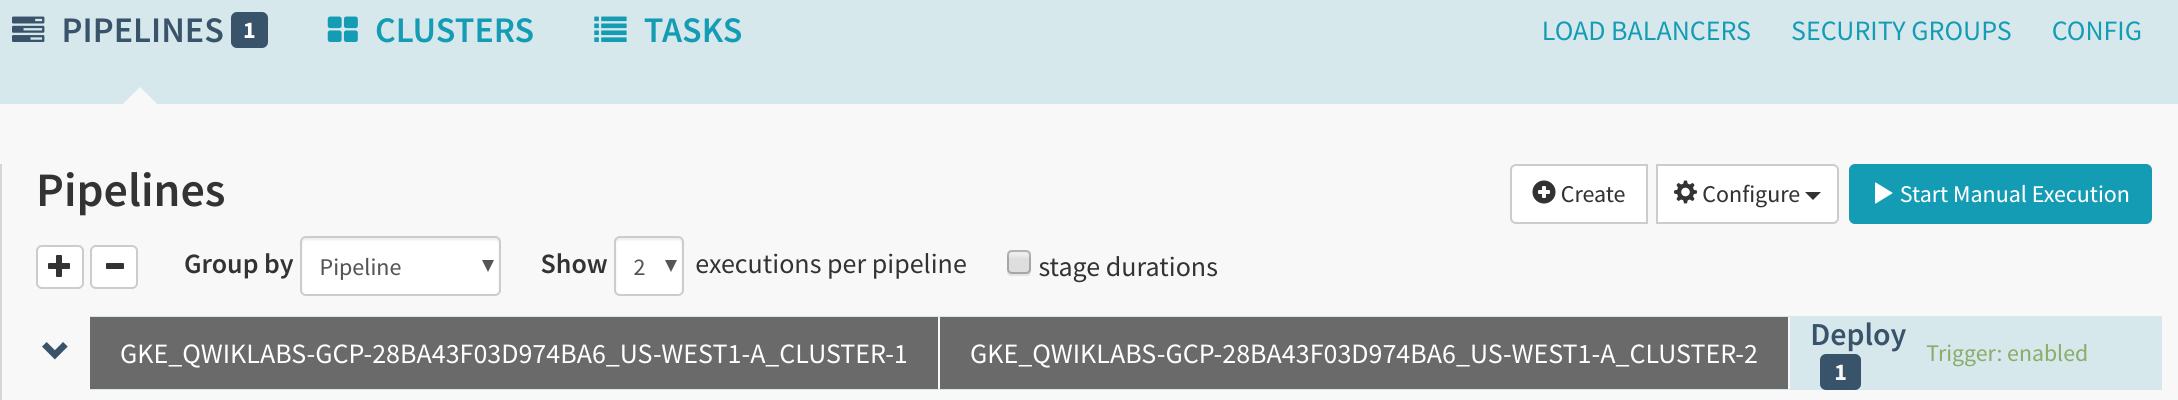 PIPELINES 1 CLUSTERS TASKS LOAD BALANCERS SECURITY GROUPS CONFIG
Pipelines Create Configure Start Manual Execution
Group by Pipeline Show 2 executions per pipeline stage durations
GKE_QWIKLABS-GCP-28BA43F03D974BA6_US-WEST1-A_CLUSTER-1 GKE_QWIKLABS-GCP-28BA43F03D974BA6_US-WEST1-A_CLUSTER-2 Deploy 1 Trigger: enabled